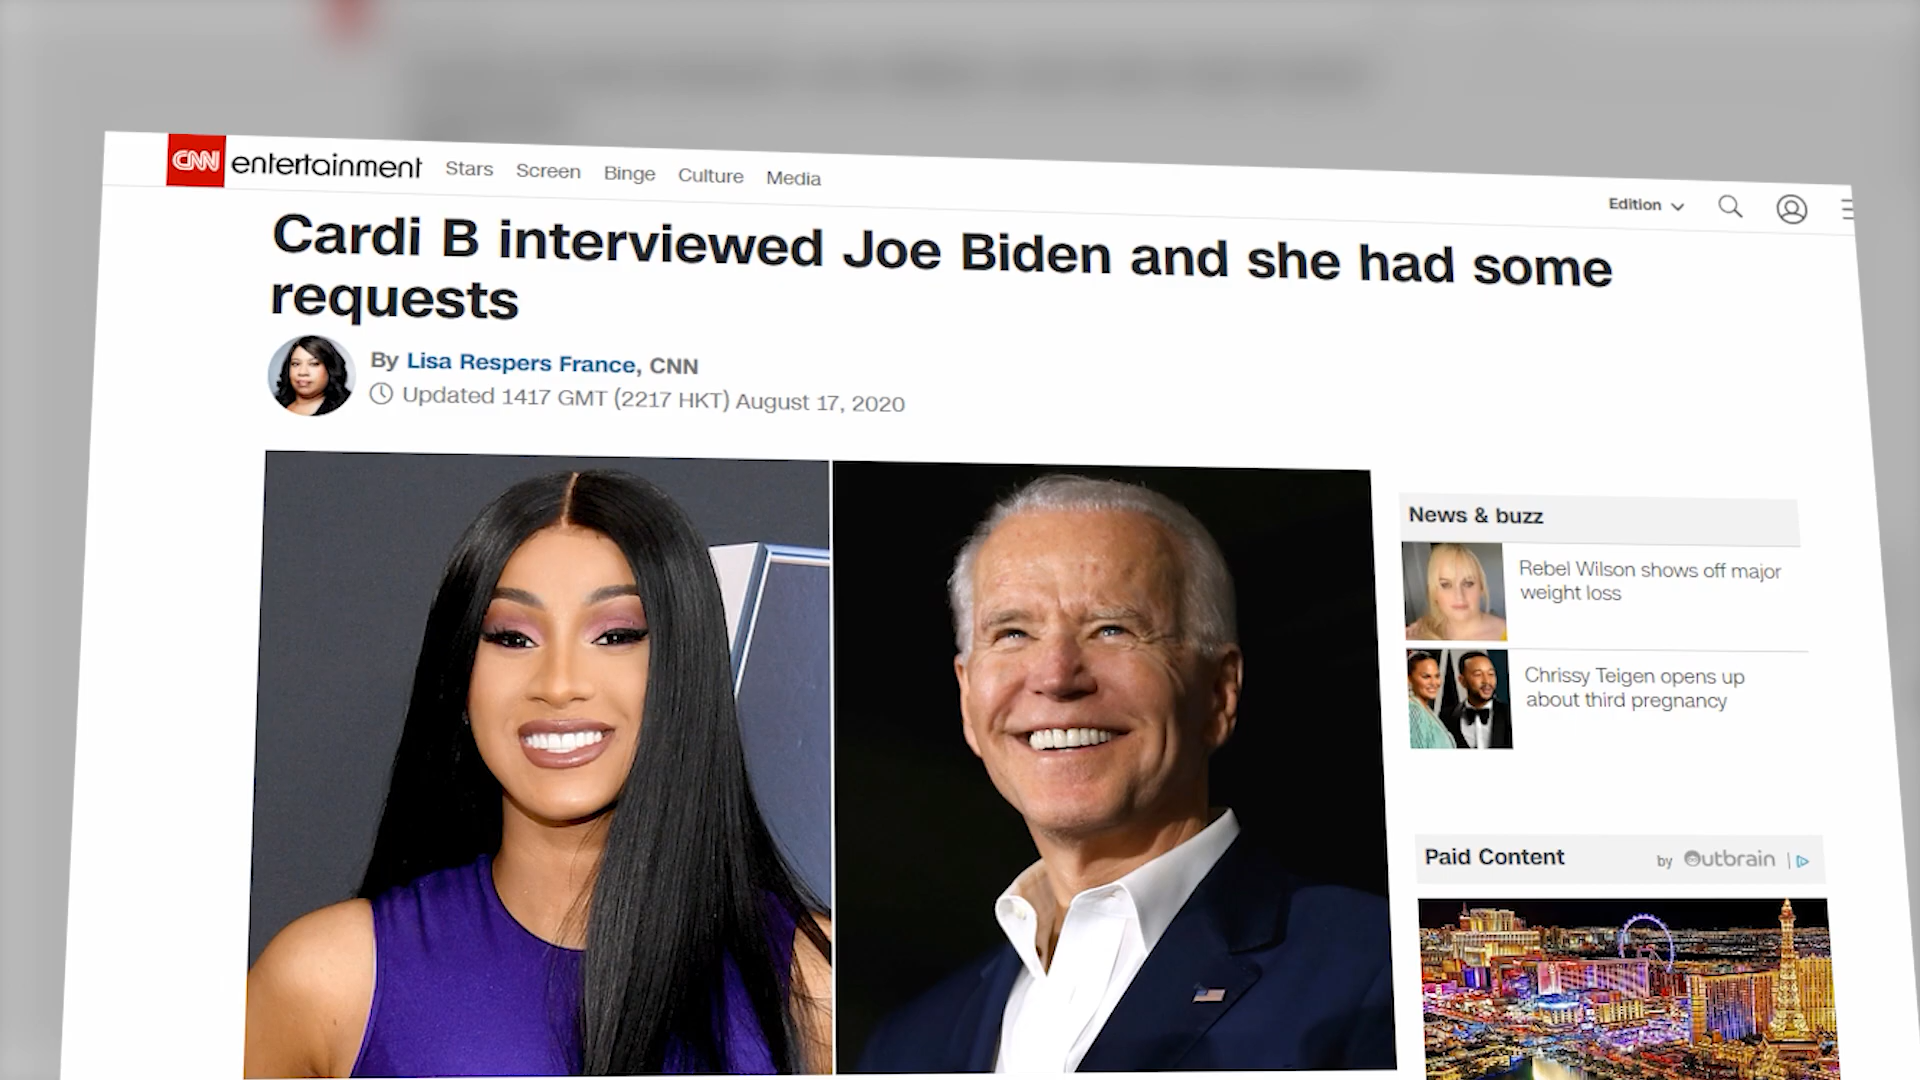 CNN entertainment Stars Screen Binge Culture Media Edition
Cardi B interviewed Joe Biden and she had some
requests
By Lisa Respers France, CNN
Updated 1417 GMT (2217 HKT) August 17, 2020
News & buzz
Rebel Wilson shows off major
weight loss
Chrissy Teigen opens up
about third pregnancy
Paid Content by Outbrain